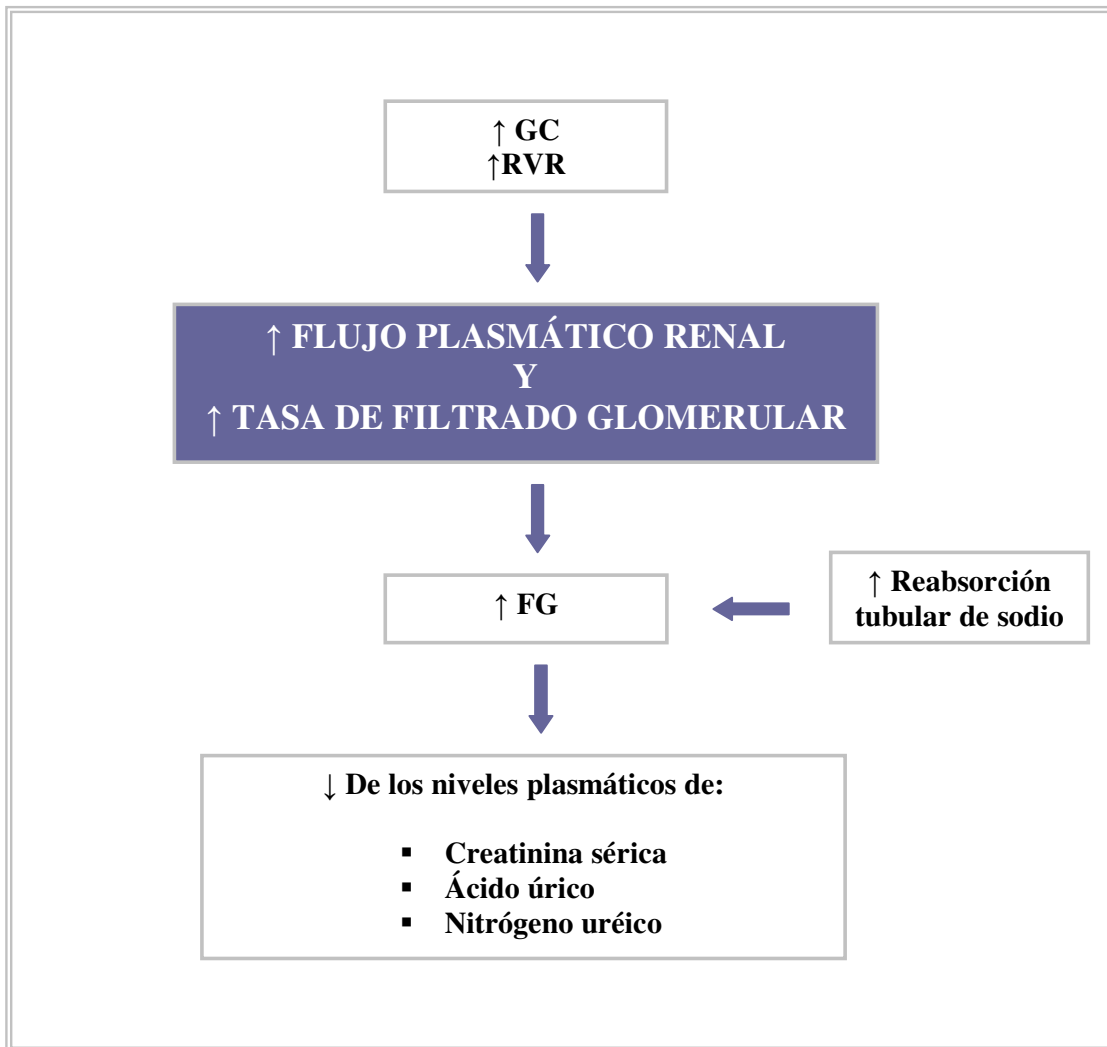 ↑ GC
↑RVR
↑ FLUJO PLASMÁTICO RENAL
Y
↑ TASA DE FILTRADO GLOMERULAR
↑ FG
↑ Reabsorción
tubular de sodio
↓ De los niveles plasmáticos de:
▪ Creatinina sérica
▪ Ácido úrico
▪ Nitrógeno uréico